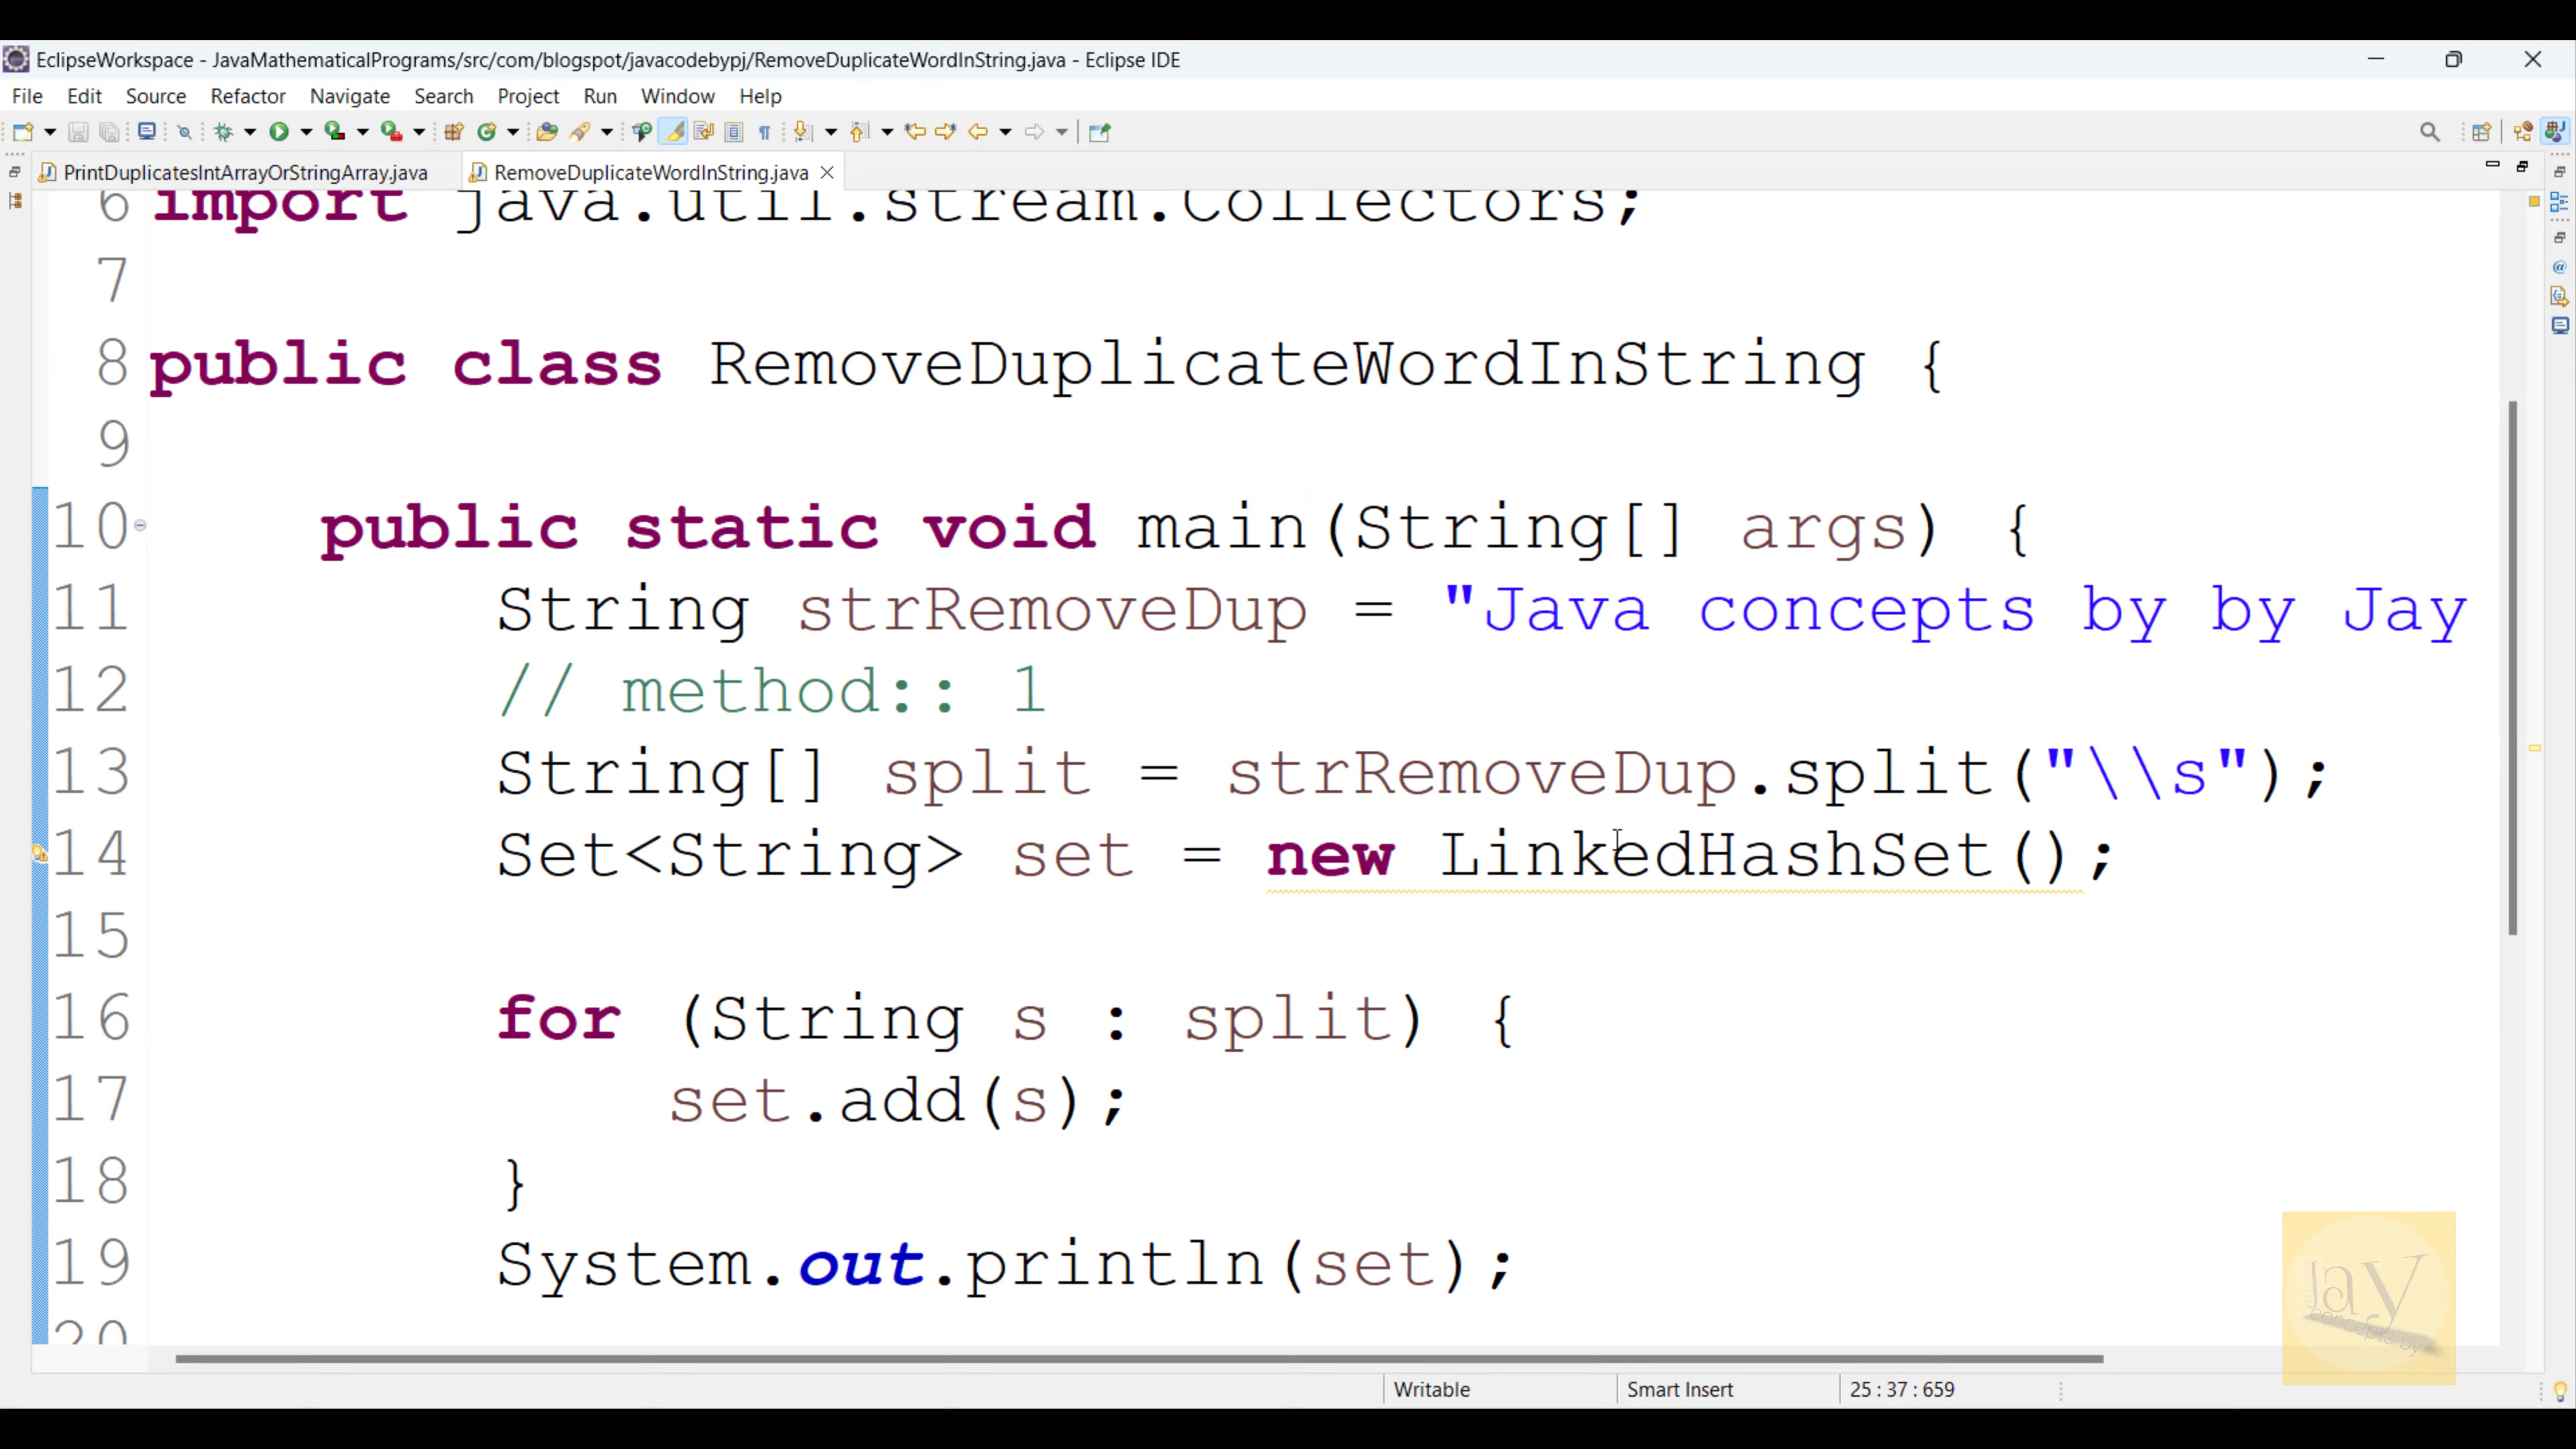 EclipseWorkspace - JavaMathematicalPrograms/src/com/blogspot/javacodebypj/RemoveDuplicateWordInString.java - Eclipse IDE
File Edit Source Refactor Navigate Search Project Run Window Help
PrintDuplicatesIntArrayOrStringArray.java RemoveDuplicateWordInString.java
6 import java.util.stream.Collectors;
7
8 public class RemoveDuplicateWordInString {
9
10 public static void main(String[] args) {
11 String strRemoveDup = "Java concepts by by Jay
12 // method:: 1
13 String[] split = strRemoveDup.split("\\s");
14 Set<String> set = new LinkedHashSet();
15
16 for (String s : split) {
17 set.add(s);
18 }
19 System.out.println(set);
20
Jay
concepts by
Writable Smart Insert 25 : 37 : 659